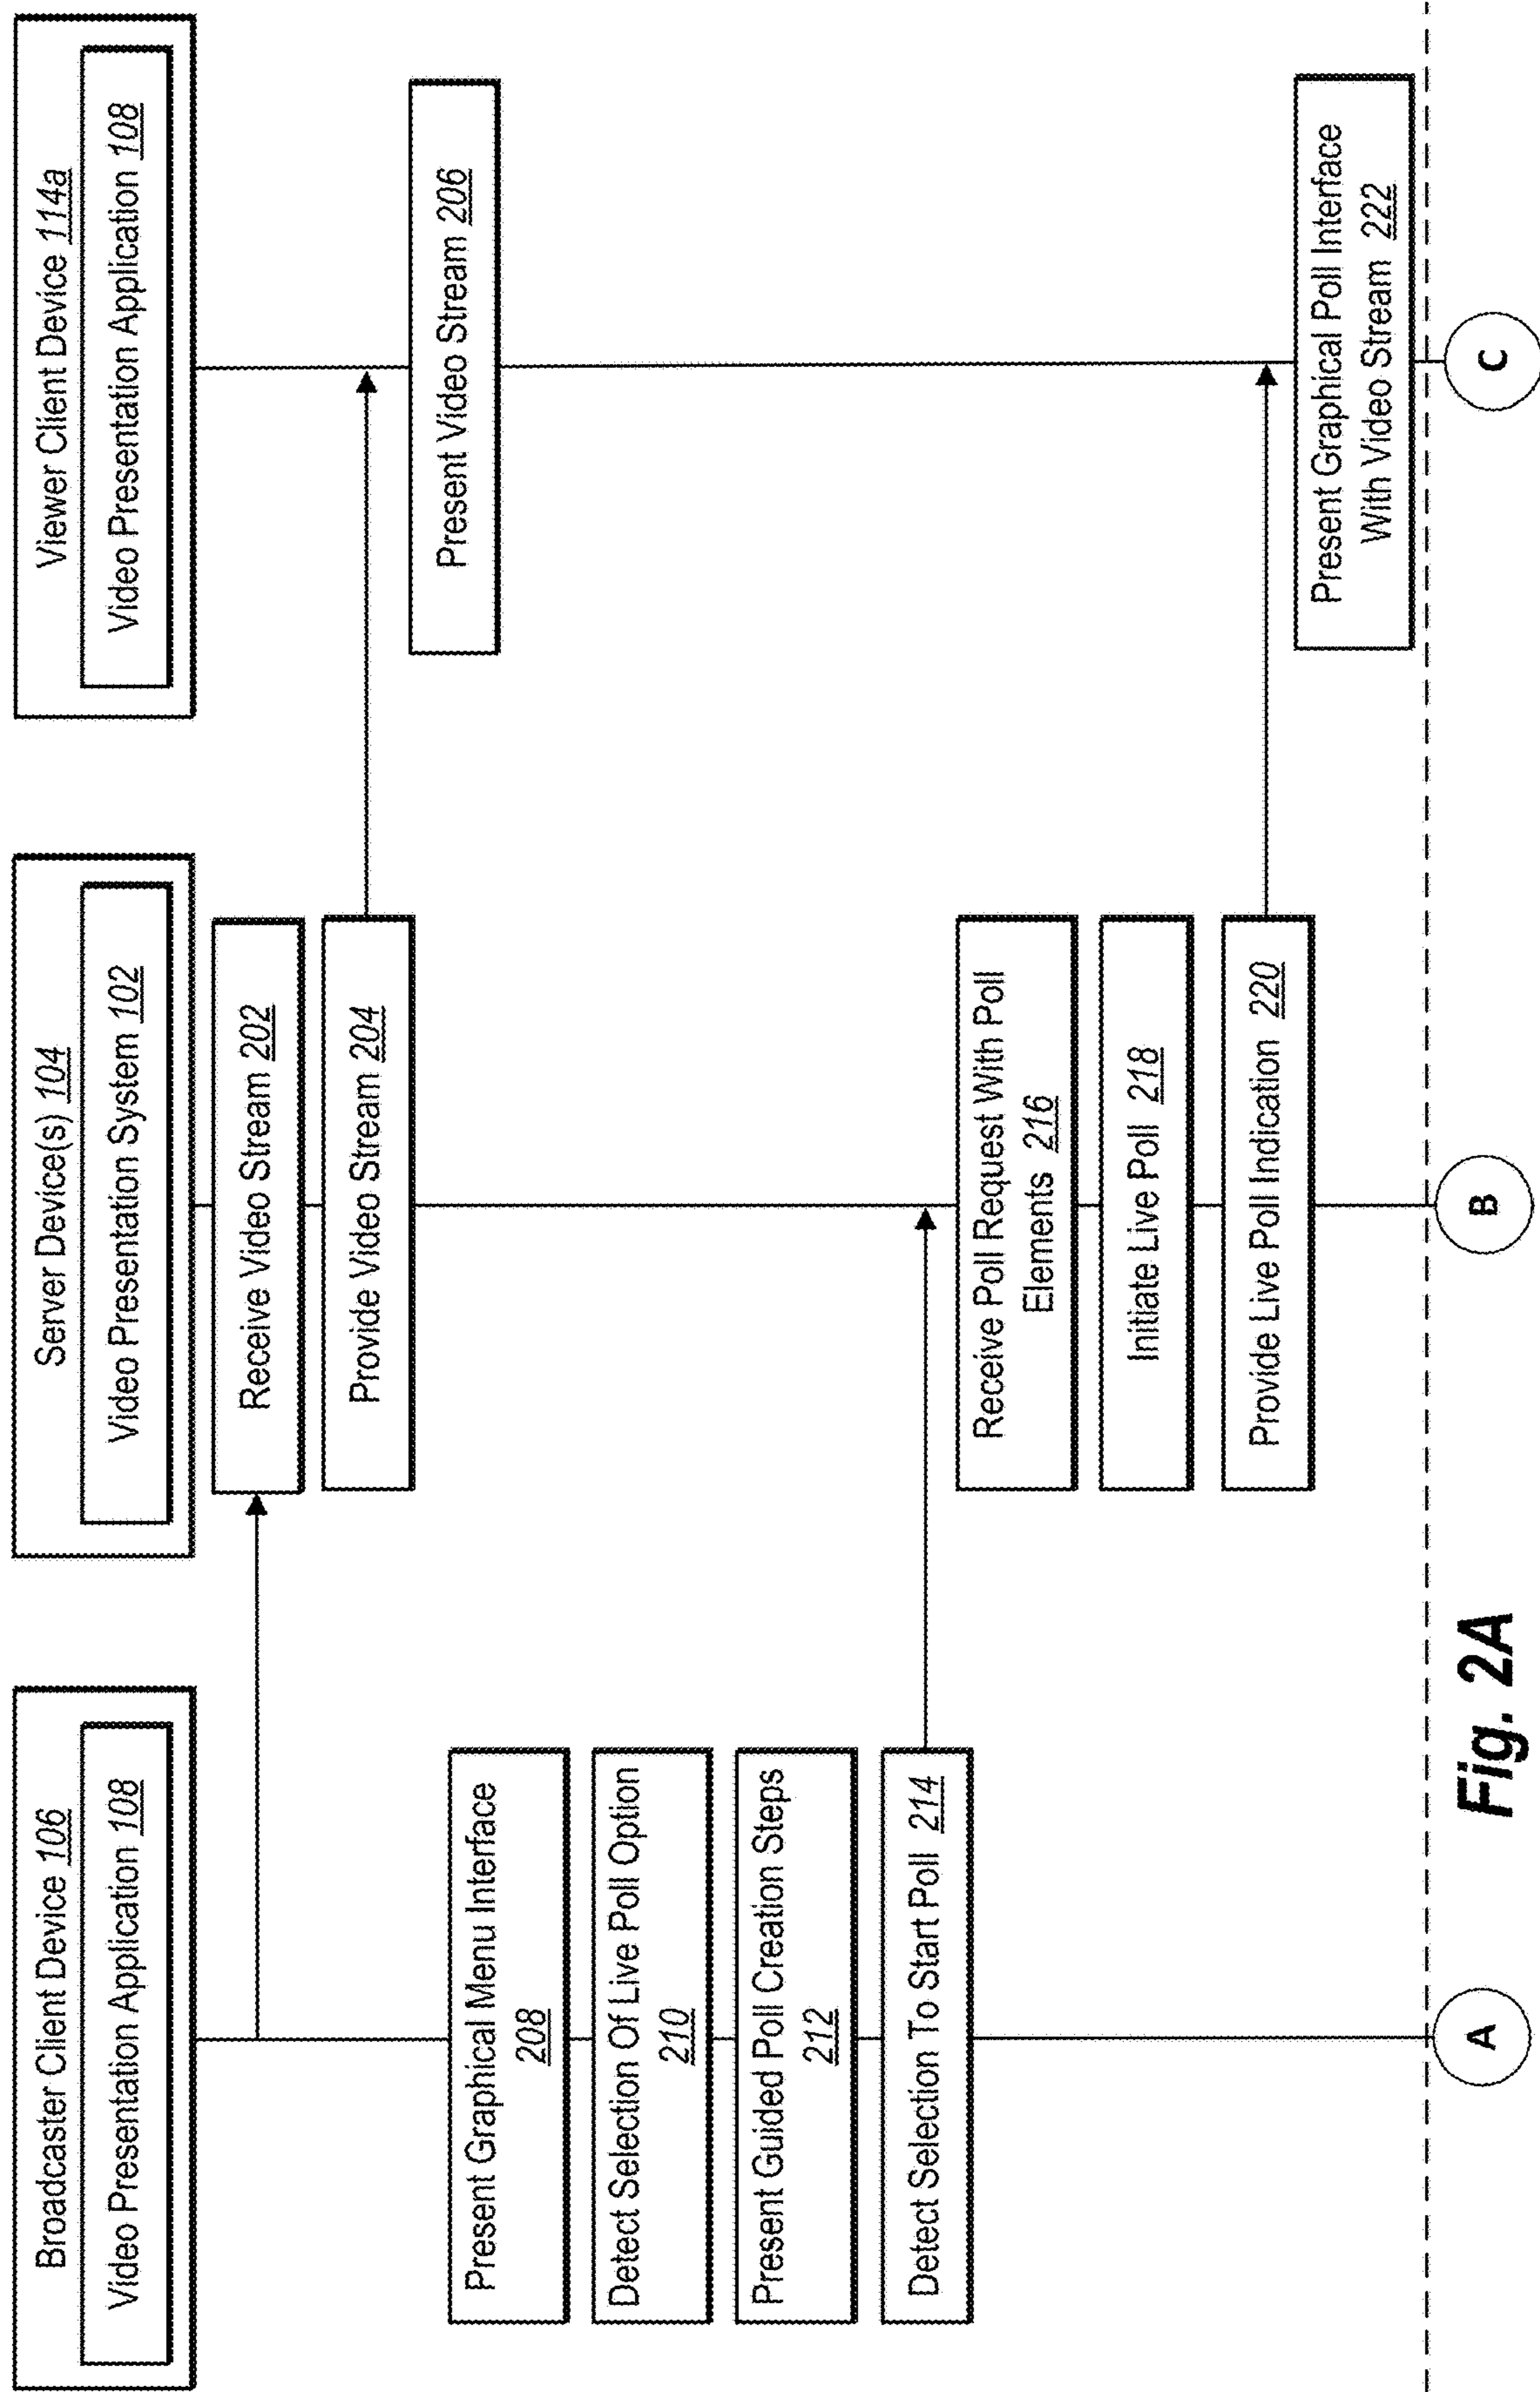 Broadcaster Client Device 106
Video Presentation Application 108
Server Device(s) 104
Video Presentation System 102
Viewer Client Device 114a
Video Presentation Application 108
Receive Video Stream 202
Provide Video Stream 204
Present Video Stream 206
Present Graphical Menu Interface
208
Detect Selection Of Live Poll Option
210
Present Guided Poll Creation Steps
212
Detect Selection To Start Poll 214
Receive Poll Request With Poll
Elements 216
Initiate Live Poll 218
Provide Live Poll Indication 220
Present Graphical Poll Interface
With Video Stream 222
A
B
C
Fig. 2A